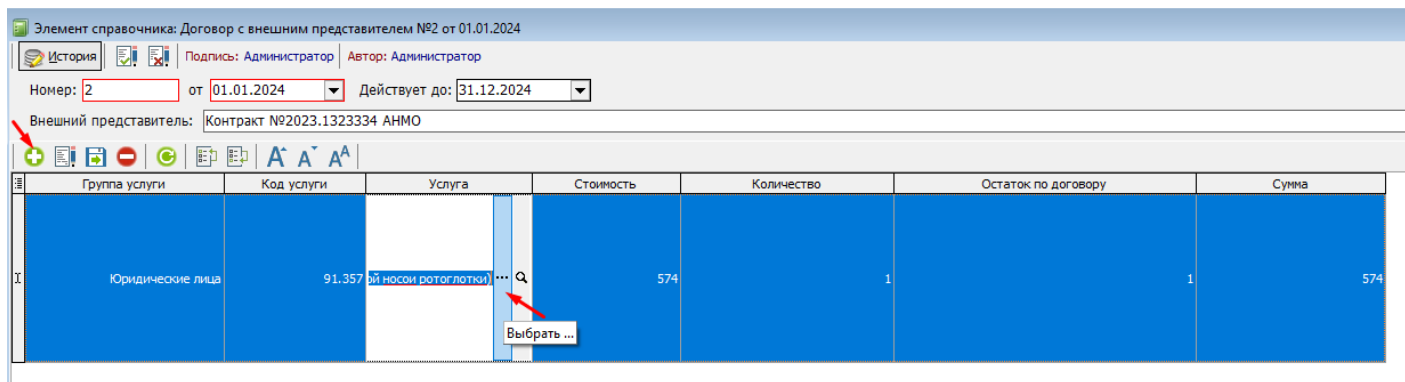 Элемент справочника: Договор с внешним представителем №2 от 01.01.2024
История Подпись: Администратор Автор: Администратор
Номер: 2 от 01.01.2024 Действует до: 31.12.2024
Внешний представитель: Контракт №2023.1323334 АНМО
A A AA
Группа услуги Код услуги Услуга Стоимость Количество Остаток по договору Сумма
Юридические лица 91.357 ой носои ротоглотки) ... 574 1 1 574
Выбрать ...